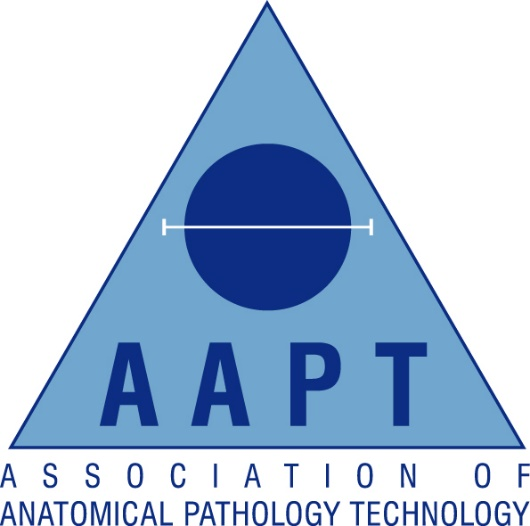 AAPT
ASSOCIATION OF
ANATOMICAL PATHOLOGY TECHNOLOGY